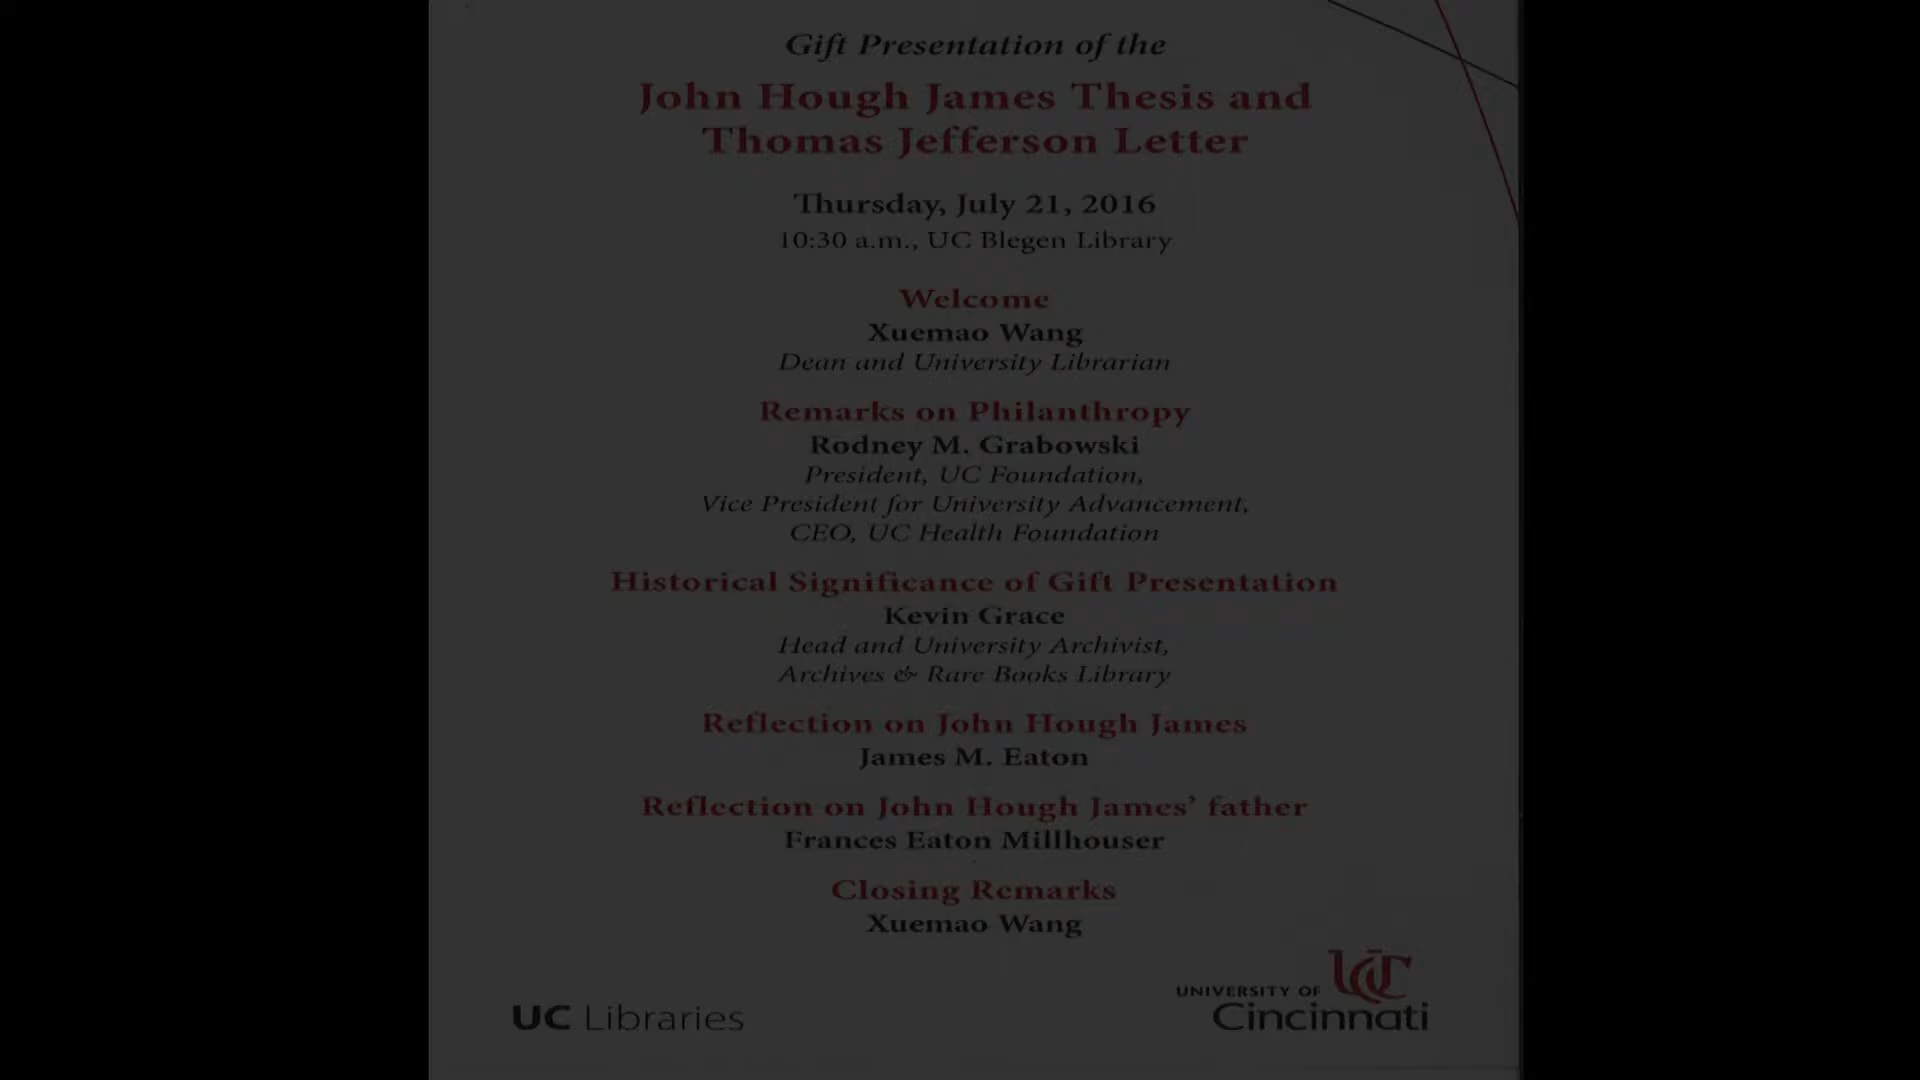 Gift Presentation of the
John Hough James Thesis and
Thomas Jefferson Letter
Thursday, July 21, 2016
10:30 a.m., UC Blegen Library
Welcome
Xuemao Wang
Dean and University Librarian
Remarks on Philanthropy
Rodney M. Grabowski
President, UC Foundation,
Vice President for University Advancement,
CEO, UC Health Foundation
Historical Significance of Gift Presentation
Kevin Grace
Head and University Archivist,
Archives & Rare Books Library
Reflection on John Hough James
James M. Eaton
Reflection on John Hough James’ father
Frances Eaton Millhouser
Closing Remarks
Xuemao Wang
UC Libraries
UC
UNIVERSITY OF
Cincinnati